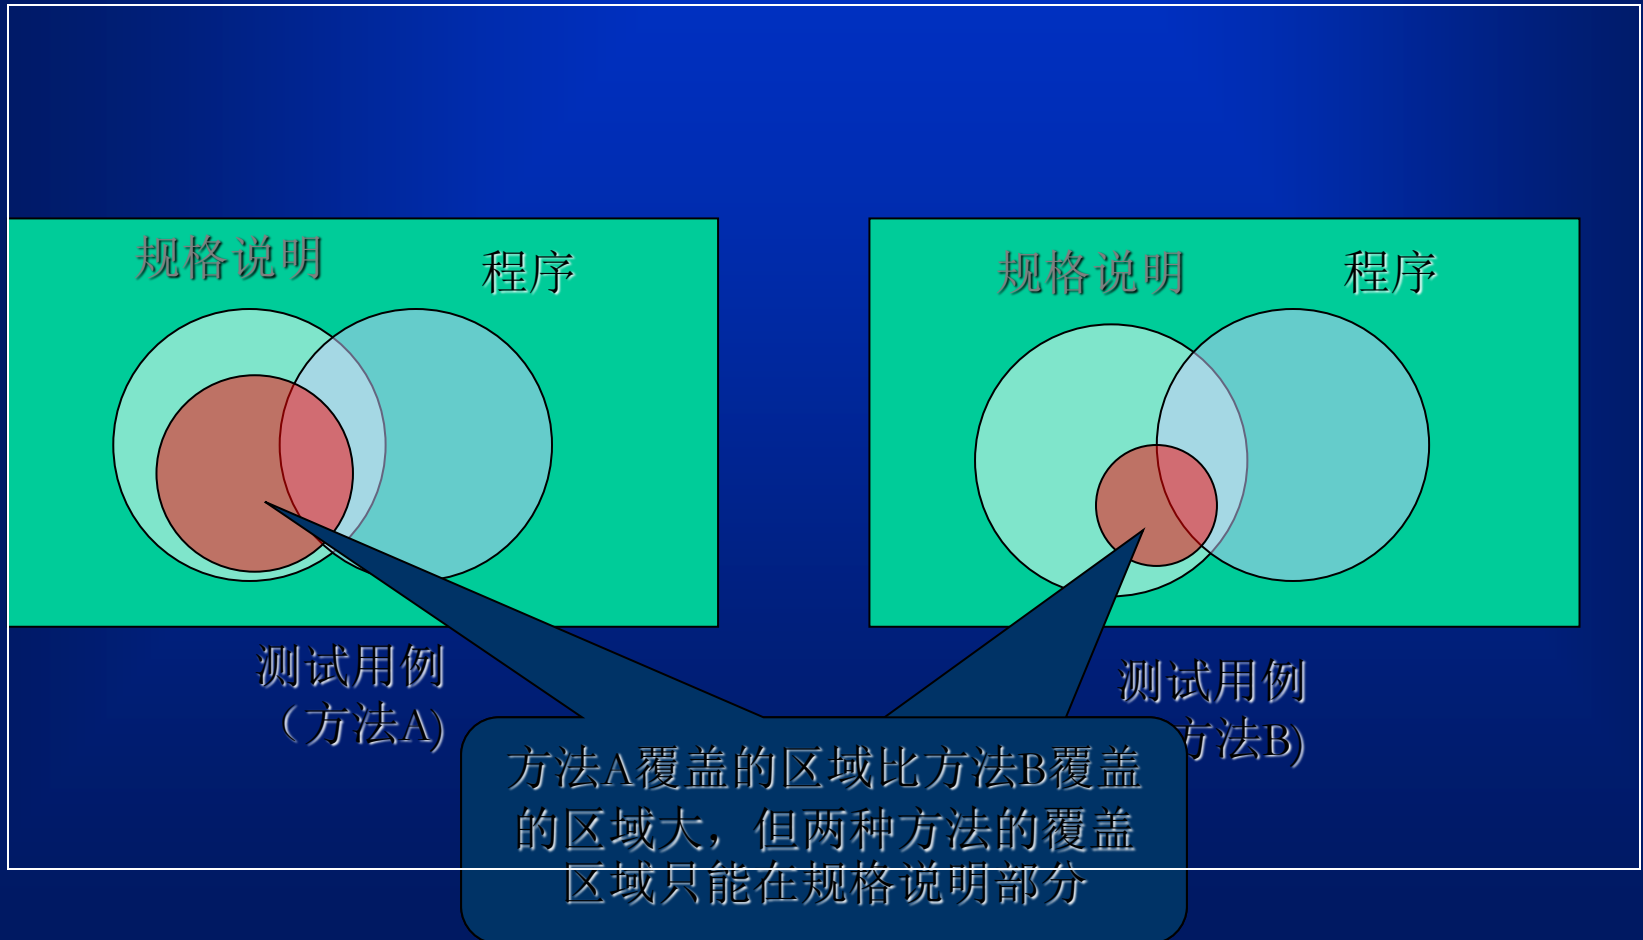 规格说明
程序
规格说明
程序
测试用例
（方法A)
测试用例
方法B)
方法A覆盖的区域比方法B覆盖
的区域大，但两种方法的覆盖
区域只能在规格说明部分